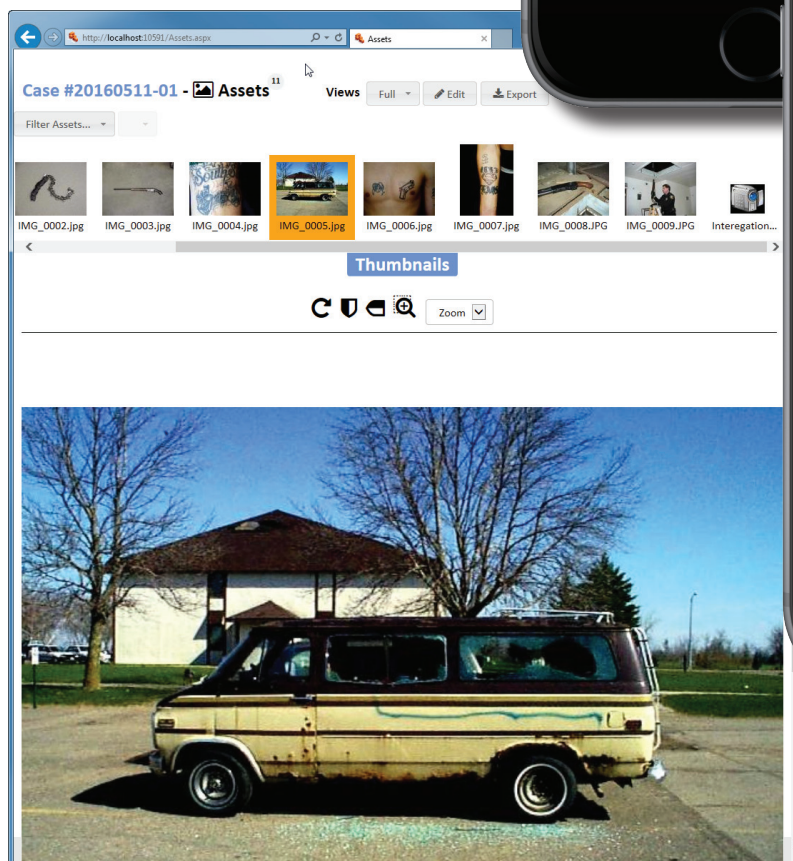 http://localhost:10591/Assets.aspx
Assets
Case #20160511-01 - Assets 11
Views Full Edit Export
Filter Assets...
IMG_0002.jpg IMG_0003.jpg IMG_0004.jpg IMG_0005.jpg IMG_0006.jpg IMG_0007.jpg IMG_0008.JPG IMG_0009.JPG Interegation...
Thumbnails
Zoom